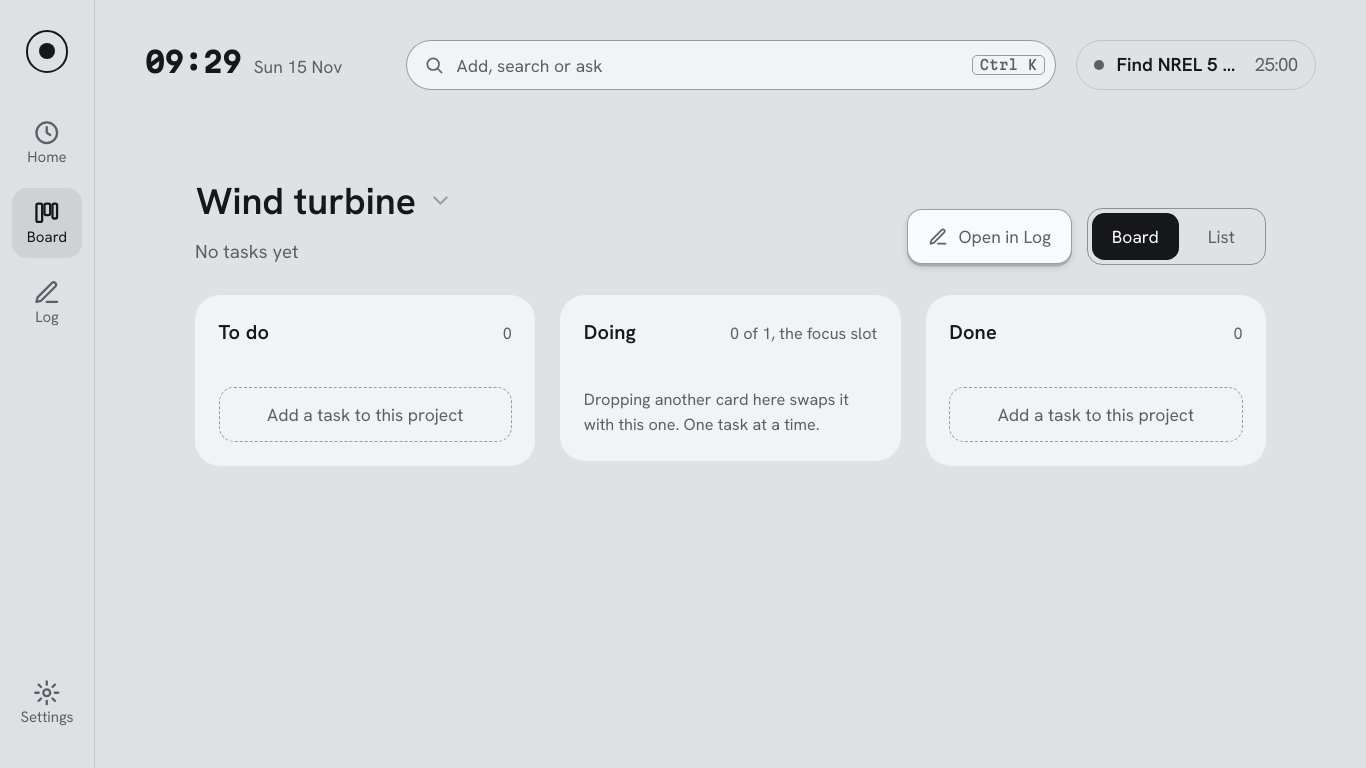 09:29 Sun 15 Nov
Add, search or ask
Ctrl K
Find NREL 5 ...
25:00
Home
Board
Log
Settings
Wind turbine
No tasks yet
Open in Log
Board
List
To do
0
Add a task to this project
Doing
0 of 1, the focus slot
Dropping another card here swaps it
with this one. One task at a time.
Done
0
Add a task to this project